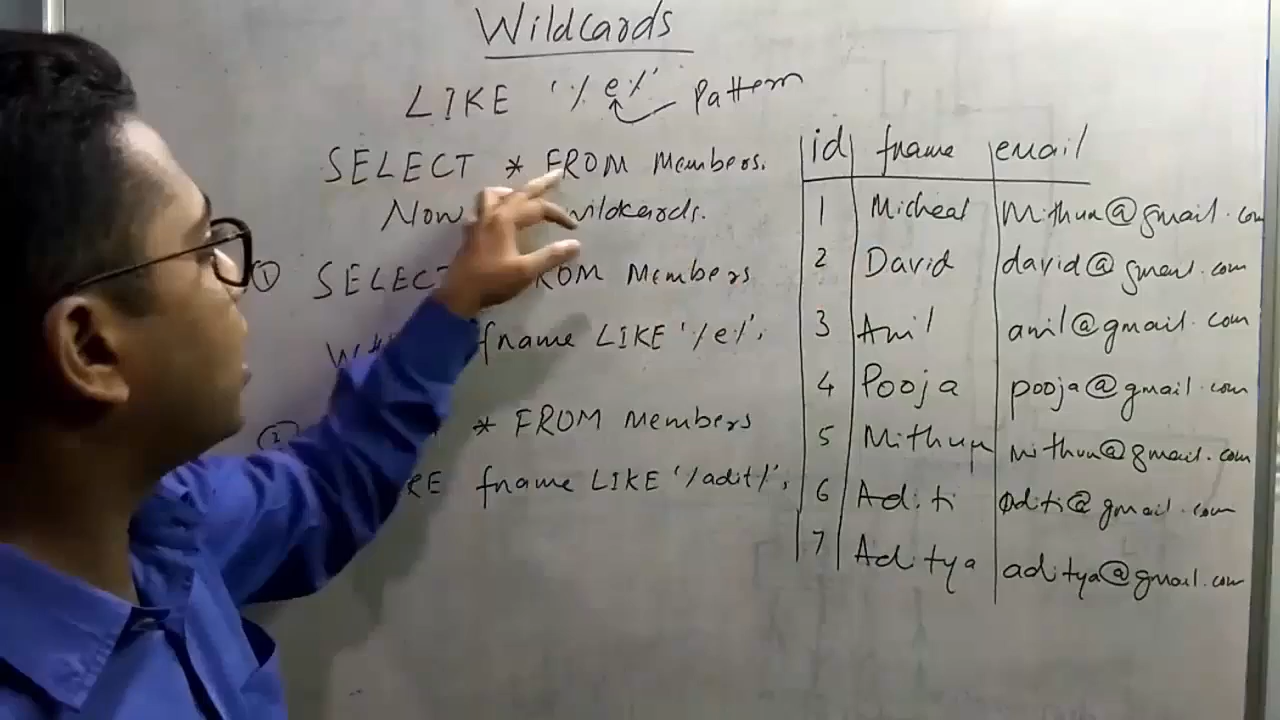 Wildcards
LIKE '%e%' Pattern
SELECT * FROM Members.
Now wildcards.
① SELECT FROM Members
fname LIKE '%e%';
② * FROM Members
RE fname LIKE '%adit%';
id fname email
1 Micheal Mithun@gmail.com
2 David david@gmail.com
3 Anil anil@gmail.com
4 Pooja pooja@gmail.com
5 Mithun mithun@gmail.com
6 Aditi aditi@gmail.com
7 Aditya aditya@gmail.com